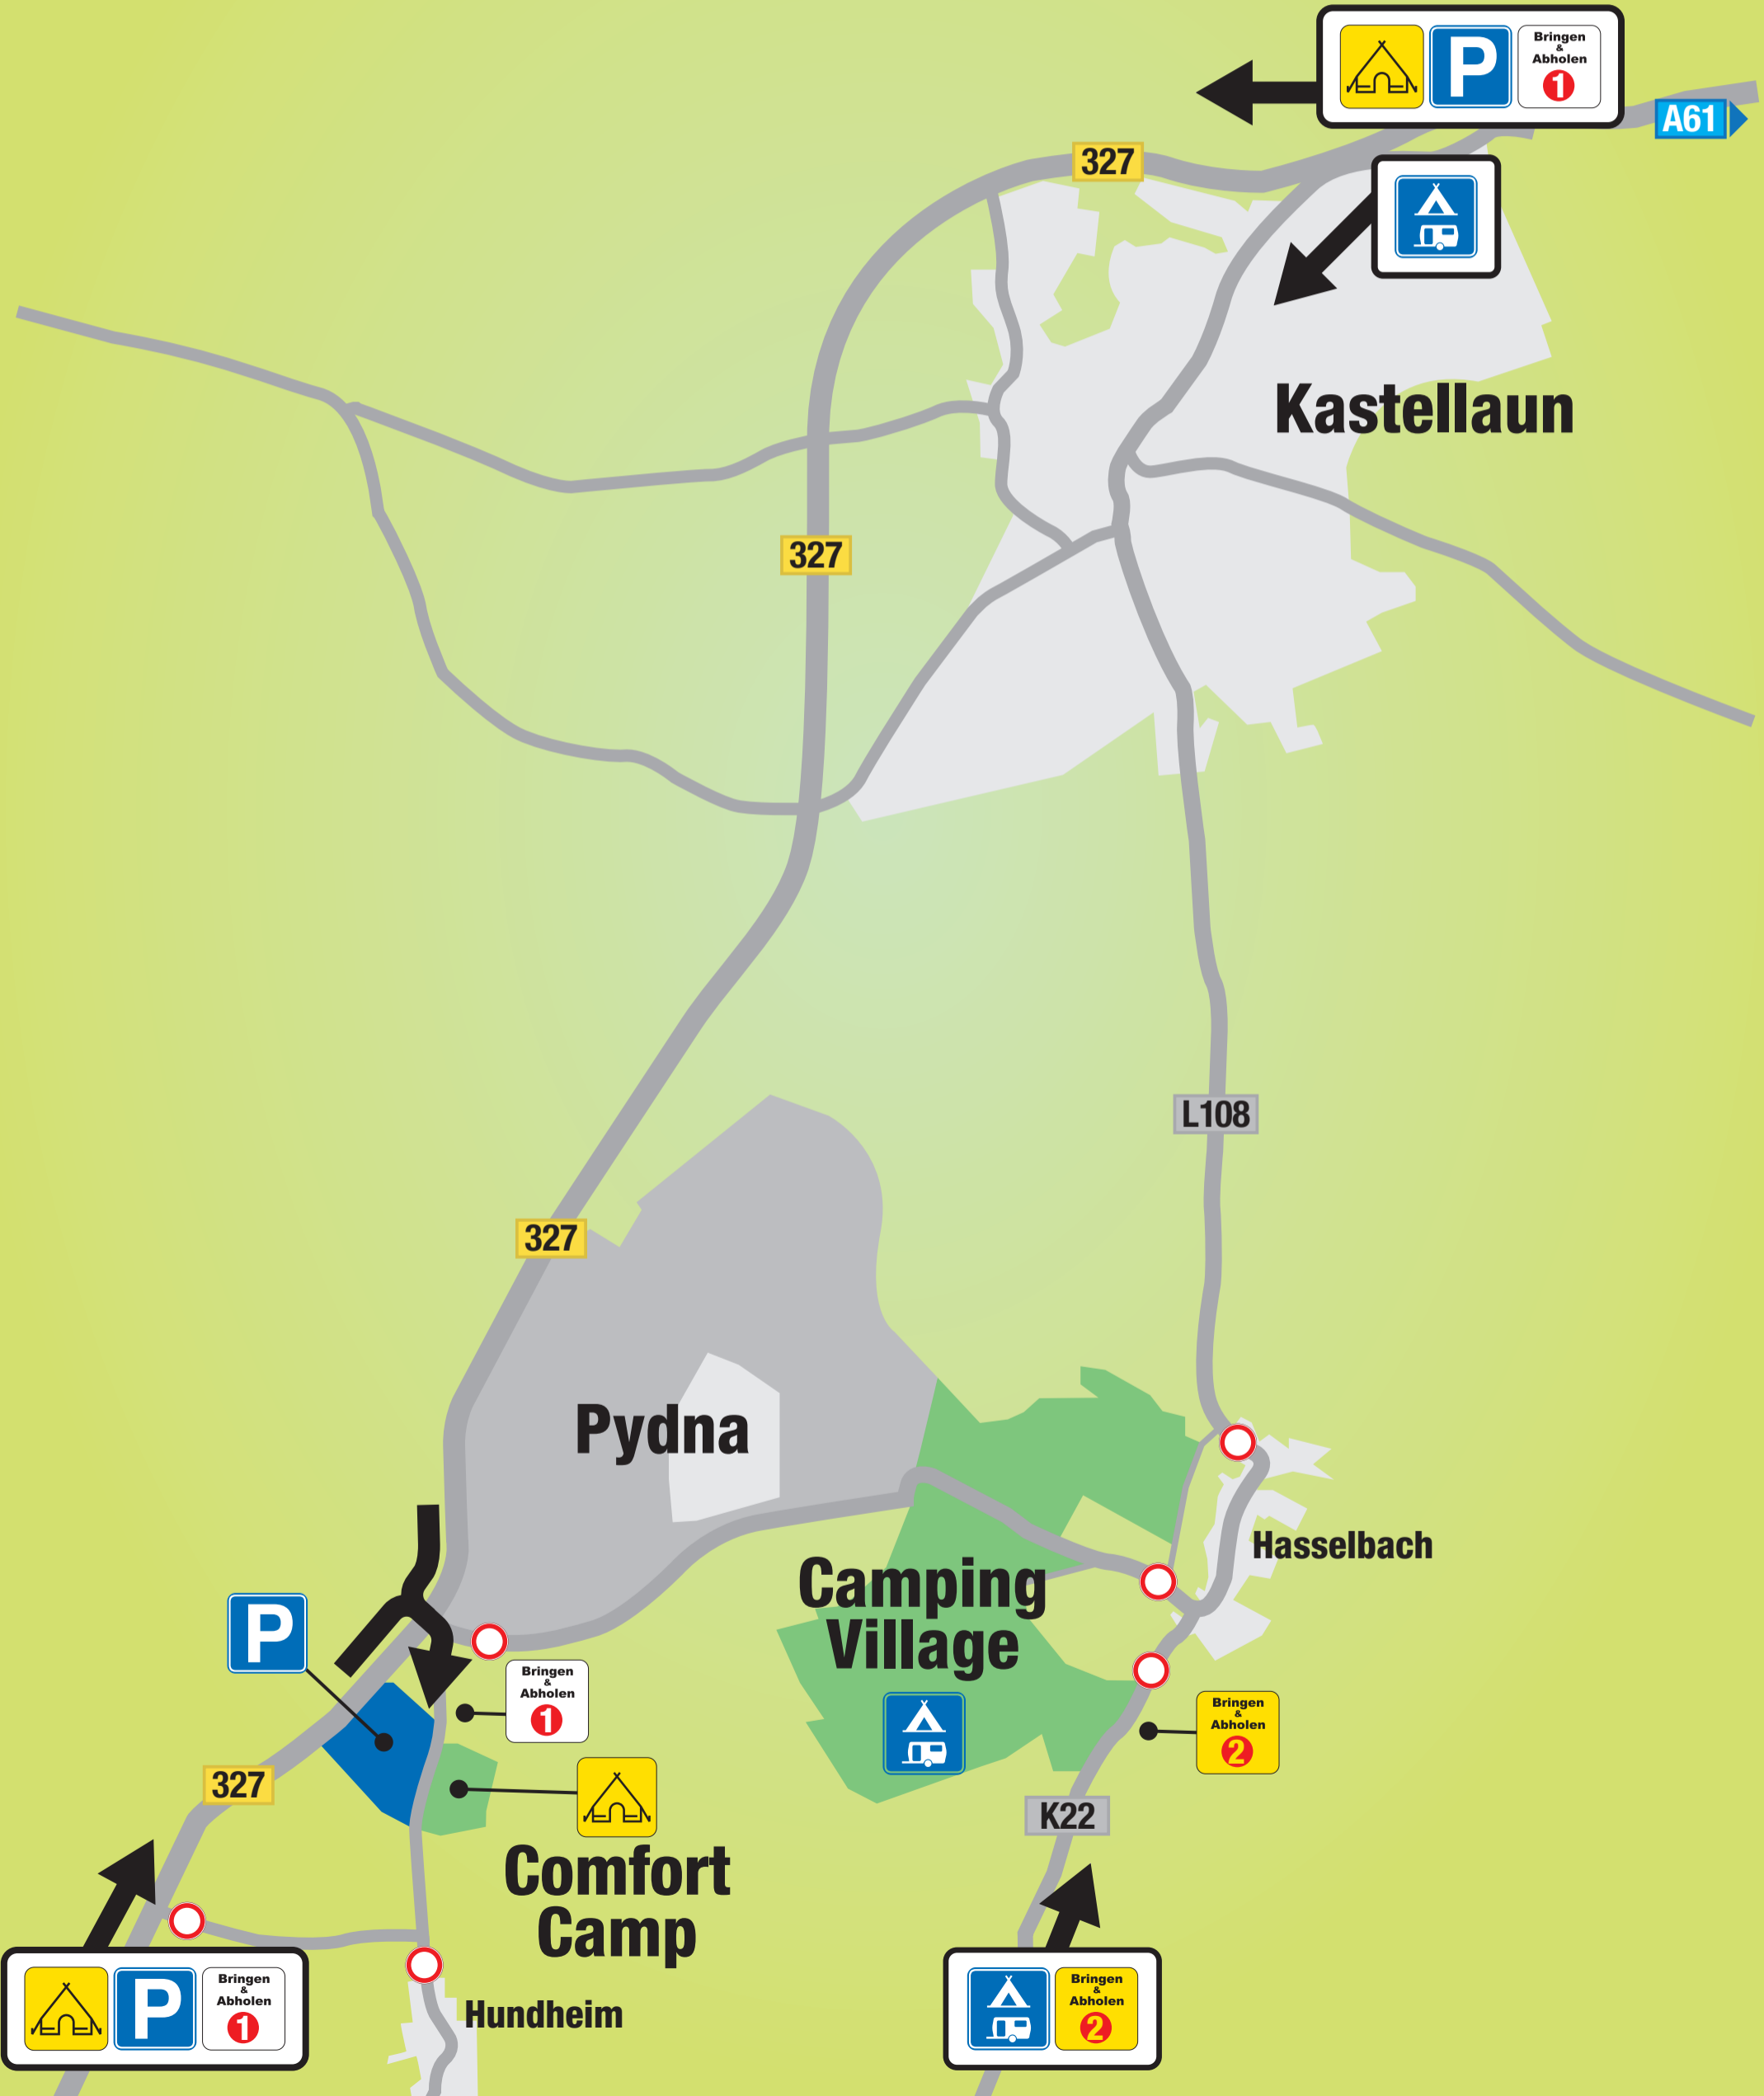 P
Bringen
&
Abholen
1
A61
327
Kastellaun
327
L108
327
Pydna
Hasselbach
Camping
Village
P
Bringen
&
Abholen
1
Bringen
&
Abholen
2
327
K22
Comfort
Camp
P
Bringen
&
Abholen
1
Hundheim
Bringen
&
Abholen
2